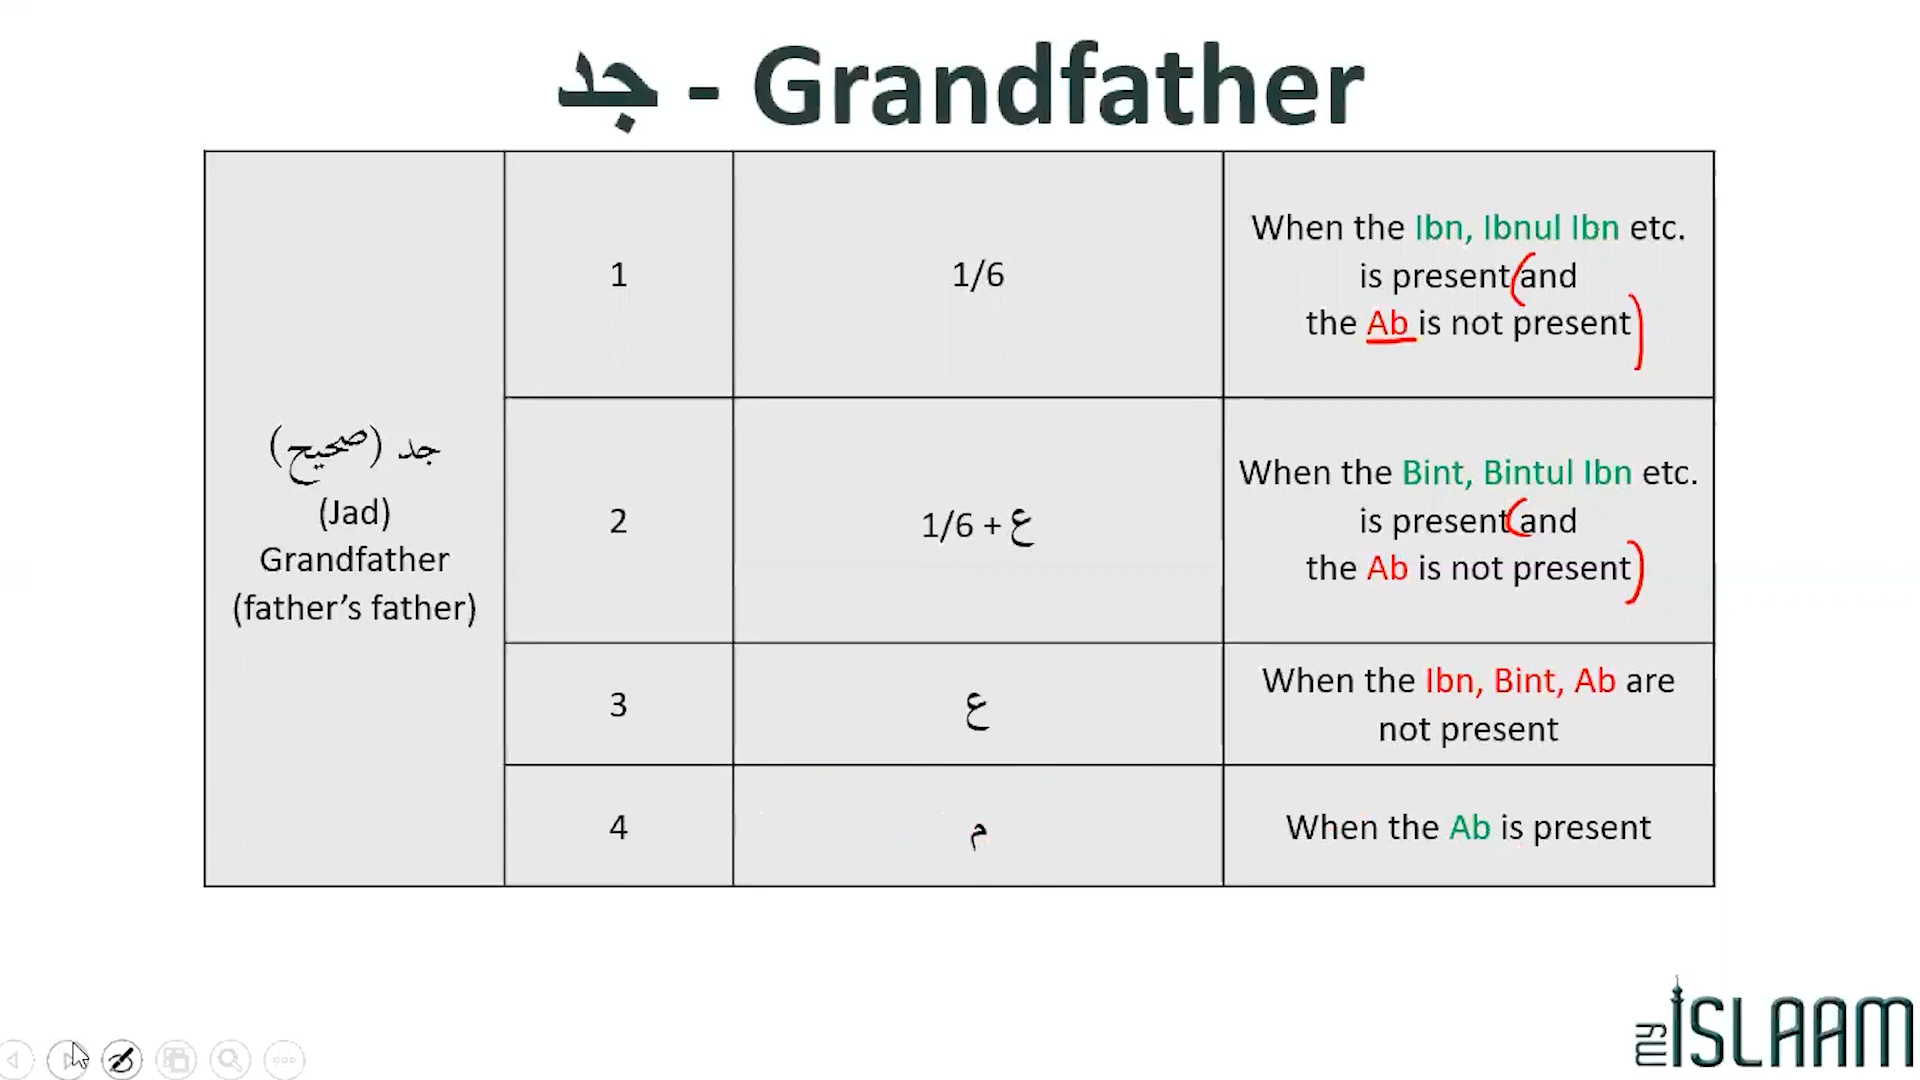 جد - Grandfather
جد (صحيح)
(Jad)
Grandfather
(father’s father)
1
1/6
When the Ibn, Ibnul Ibn etc.
is present and
the Ab is not present
2
1/6 + ع
When the Bint, Bintul Ibn etc.
is present and
the Ab is not present
3
ع
When the Ibn, Bint, Ab are
not present
4
م
When the Ab is present
my ISLAAM